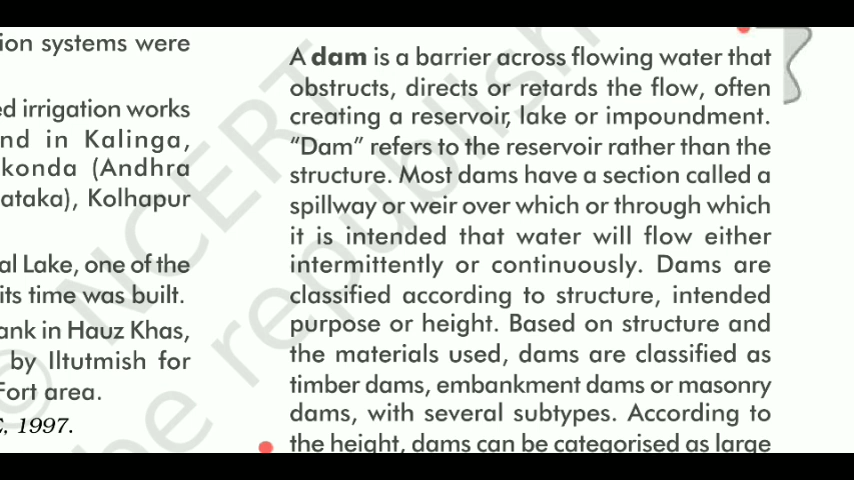 ion systems were
ed irrigation works
nd in Kalinga,
konda (Andhra
ataka), Kolhapur
al Lake, one of the
its time was built.
ank in Hauz Khas,
by Iltutmish for
Fort area.
, 1997.
A dam is a barrier across flowing water that
obstructs, directs or retards the flow, often
creating a reservoir, lake or impoundment.
“Dam” refers to the reservoir rather than the
structure. Most dams have a section called a
spillway or weir over which or through which
it is intended that water will flow either
intermittently or continuously. Dams are
classified according to structure, intended
purpose or height. Based on structure and
the materials used, dams are classified as
timber dams, embankment dams or masonry
dams, with several subtypes. According to
the height, dams can be categorised as large
© NCERT
be republish